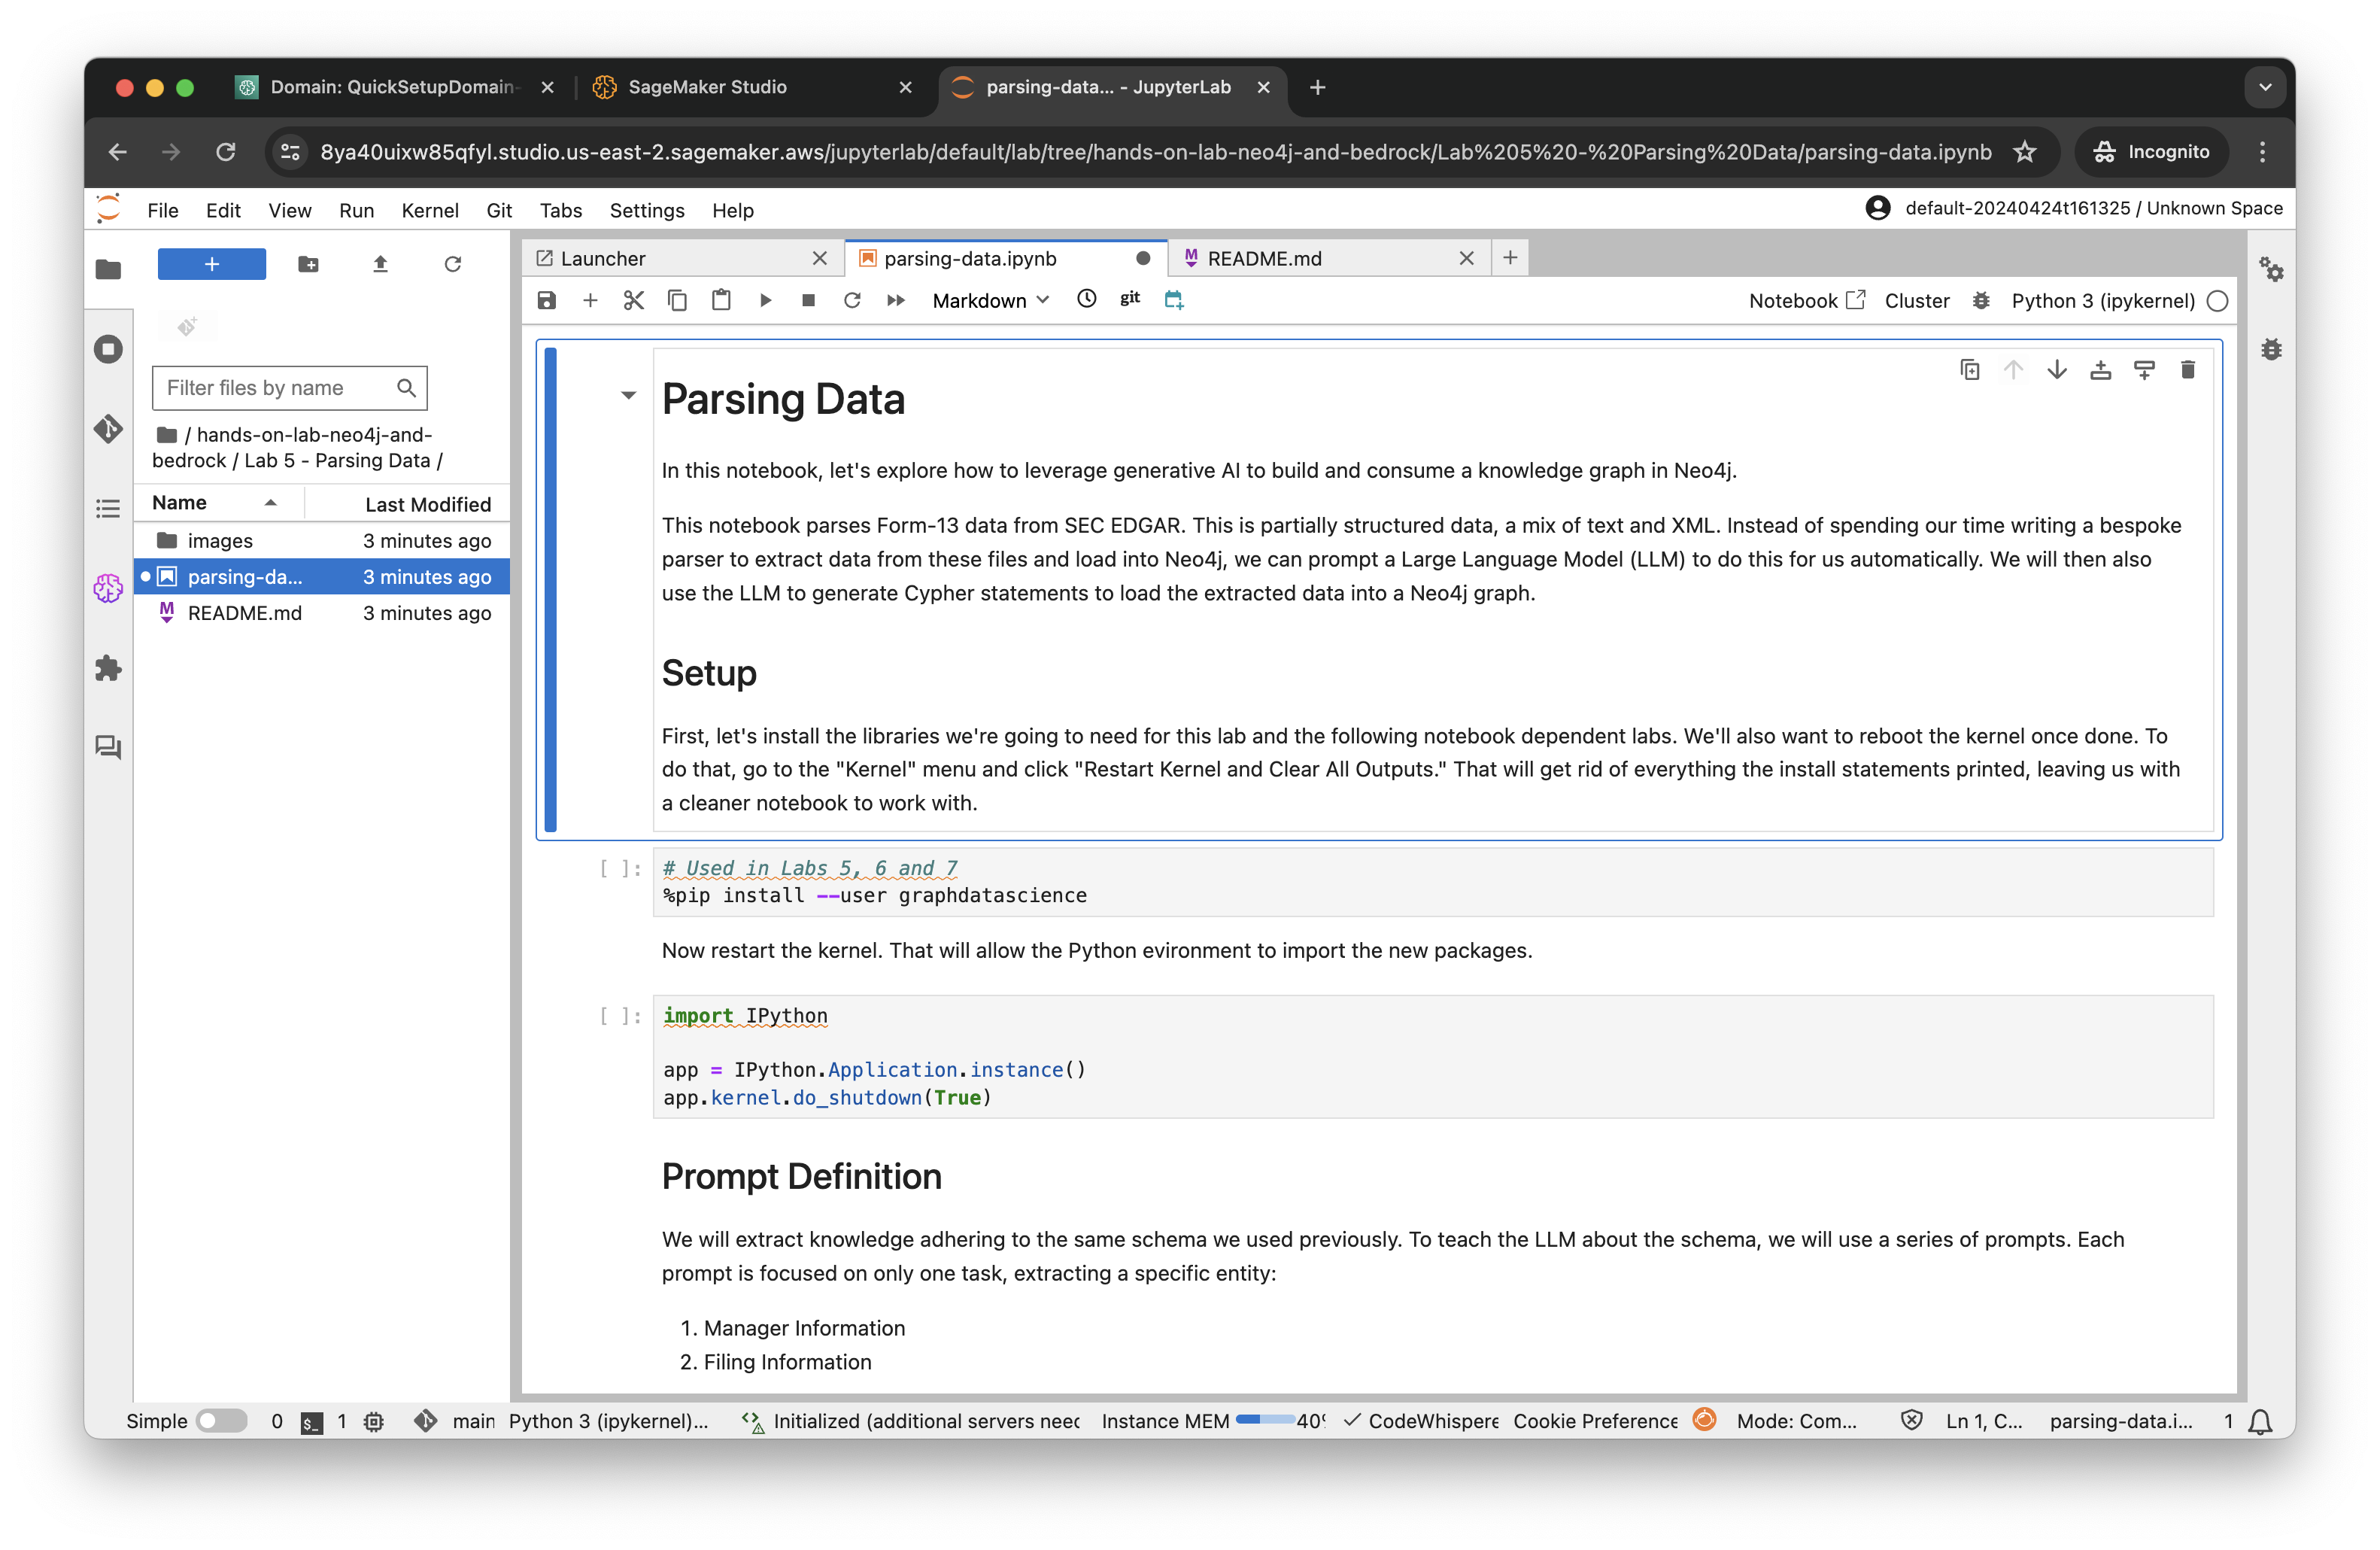 Domain: QuickSetupDomain-
SageMaker Studio
parsing-data... - JupyterLab
8ya40uixw85qfyl.studio.us-east-2.sagemaker.aws/jupyterlab/default/lab/tree/hands-on-lab-neo4j-and-bedrock/Lab%205%20-%20Parsing%20Data/parsing-data.ipynb
Incognito
File Edit View Run Kernel Git Tabs Settings Help
default-20240424t161325 / Unknown Space
Launcher
parsing-data.ipynb
README.md
Markdown
git
Notebook
Cluster
Python 3 (ipykernel)
Filter files by name
/ hands-on-lab-neo4j-and-
bedrock / Lab 5 - Parsing Data /
Name Last Modified
images 3 minutes ago
parsing-da... 3 minutes ago
README.md 3 minutes ago
Parsing Data
In this notebook, let's explore how to leverage generative AI to build and consume a knowledge graph in Neo4j.
This notebook parses Form-13 data from SEC EDGAR. This is partially structured data, a mix of text and XML. Instead of spending our time writing a bespoke
parser to extract data from these files and load into Neo4j, we can prompt a Large Language Model (LLM) to do this for us automatically. We will then also
use the LLM to generate Cypher statements to load the extracted data into a Neo4j graph.
Setup
First, let's install the libraries we're going to need for this lab and the following notebook dependent labs. We'll also want to reboot the kernel once done. To
do that, go to the "Kernel" menu and click "Restart Kernel and Clear All Outputs." That will get rid of everything the install statements printed, leaving us with
a cleaner notebook to work with.
[ ]: # Used in Labs 5, 6 and 7
%pip install --user graphdatascience
Now restart the kernel. That will allow the Python evironment to import the new packages.
[ ]: import IPython
app = IPython.Application.instance()
app.kernel.do_shutdown(True)
Prompt Definition
We will extract knowledge adhering to the same schema we used previously. To teach the LLM about the schema, we will use a series of prompts. Each
prompt is focused on only one task, extracting a specific entity:
1. Manager Information
2. Filing Information
Simple 0 $_ 1 main Python 3 (ipykernel)... Initialized (additional servers neec Instance MEM 40% CodeWhispere Cookie Preference Mode: Com... Ln 1, C... parsing-data.i... 1